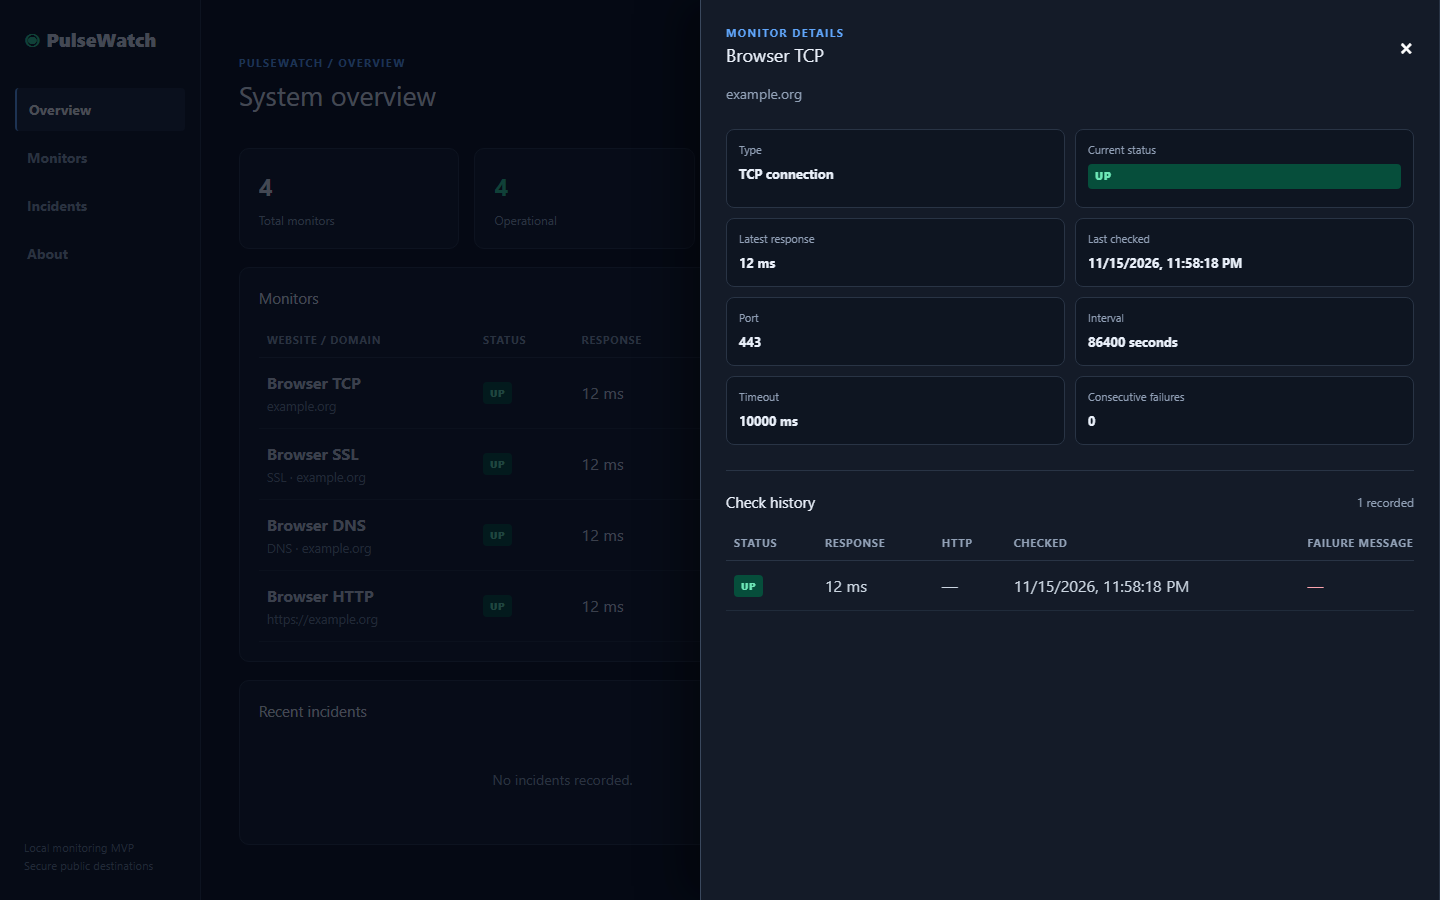 PulseWatch
Overview
Monitors
Incidents
About
Local monitoring MVP
Secure public destinations
PULSEWATCH / OVERVIEW
System overview
4
Total monitors
4
Operational
Monitors
WEBSITE / DOMAIN STATUS RESPONSE
Browser TCP
example.org
UP 12 ms
Browser SSL
SSL · example.org
UP 12 ms
Browser DNS
DNS · example.org
UP 12 ms
Browser HTTP
https://example.org
UP 12 ms
Recent incidents
No incidents recorded.
MONITOR DETAILS
Browser TCP
example.org
Type
TCP connection
Current status
UP
Latest response
12 ms
Last checked
11/15/2026, 11:58:18 PM
Port
443
Interval
86400 seconds
Timeout
10000 ms
Consecutive failures
0
Check history 1 recorded
STATUS RESPONSE HTTP CHECKED FAILURE MESSAGE
UP 12 ms — 11/15/2026, 11:58:18 PM —